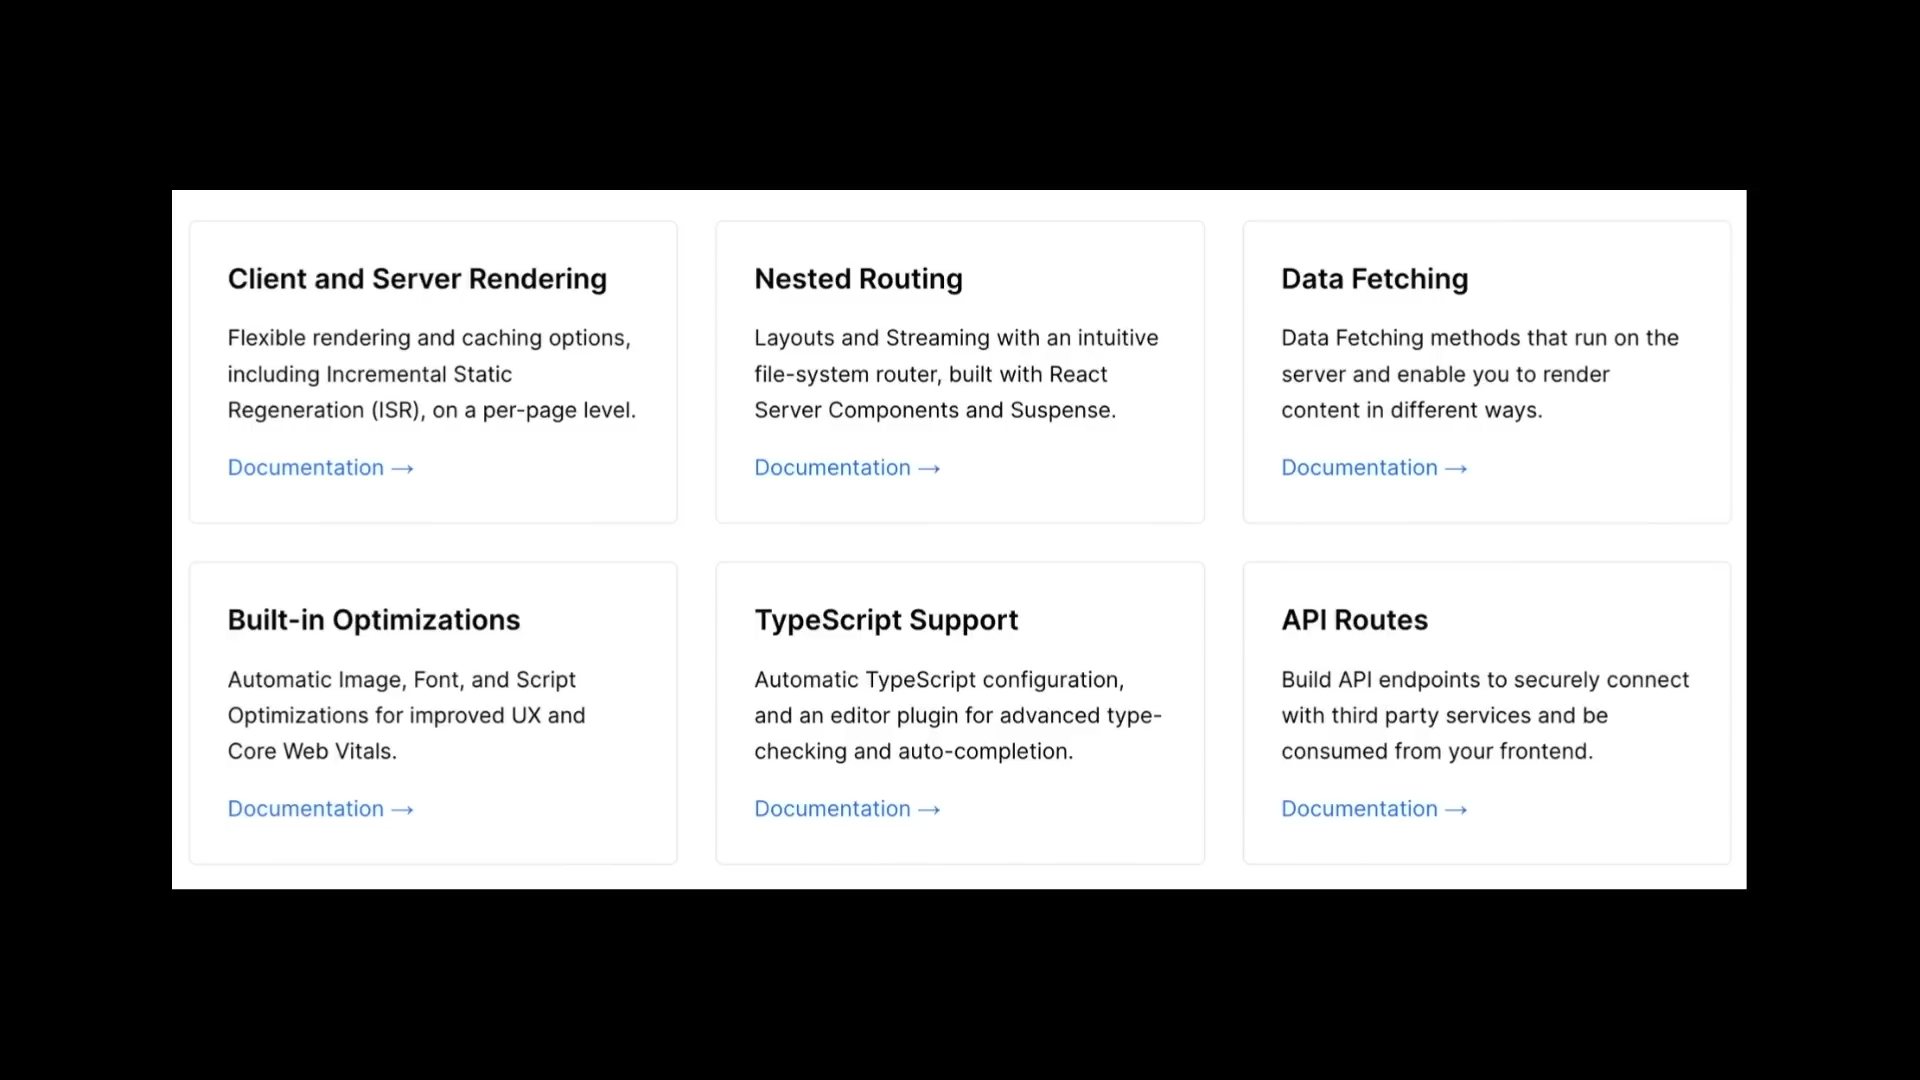 Client and Server Rendering
Flexible rendering and caching options,
including Incremental Static
Regeneration (ISR), on a per-page level.
Documentation →
Nested Routing
Layouts and Streaming with an intuitive
file-system router, built with React
Server Components and Suspense.
Documentation →
Data Fetching
Data Fetching methods that run on the
server and enable you to render
content in different ways.
Documentation →
Built-in Optimizations
Automatic Image, Font, and Script
Optimizations for improved UX and
Core Web Vitals.
Documentation →
TypeScript Support
Automatic TypeScript configuration,
and an editor plugin for advanced type-
checking and auto-completion.
Documentation →
API Routes
Build API endpoints to securely connect
with third party services and be
consumed from your frontend.
Documentation →